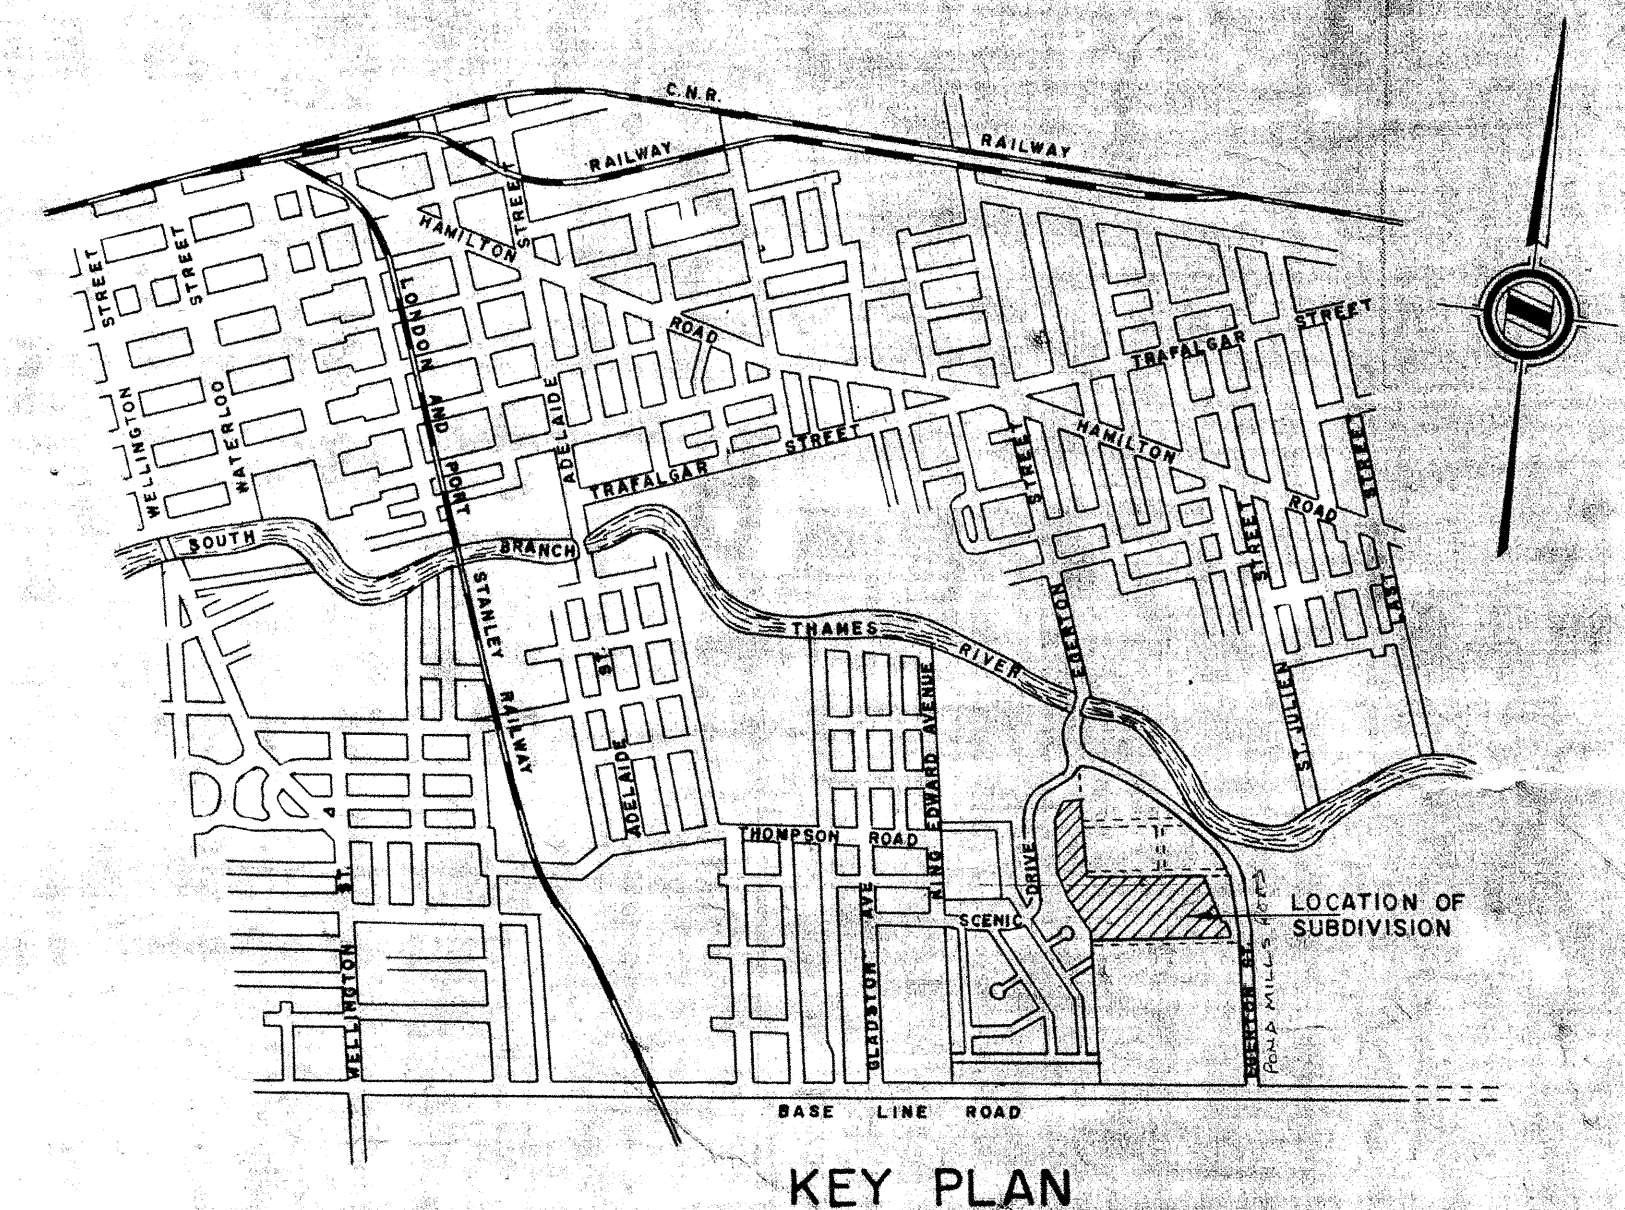 C.N.R.
RAILWAY
RAILWAY
STREET
HAMILTON
STREET
STREET
LONDON AND PORT STANLEY RAILWAY
ROAD
TRAFALGAR STREET
WELLINGTON
WATERLOO
ADELAIDE
TRAFALGAR STREET
STREET
HAMILTON
ROAD
STREET
STREET
SOUTH BRANCH
THAMES
RIVER
EGERTON
EAST
ST. JULIEN
ST.
ADELAIDE
KING EDWARD AVENUE
THOMPSON ROAD
DRIVE
ST.
SCENIC
GLADSTON AVE
WELLINGTON
LOCATION OF
SUBDIVISION
EGERTON ST.
POND MILLS
BASE LINE ROAD
KEY PLAN